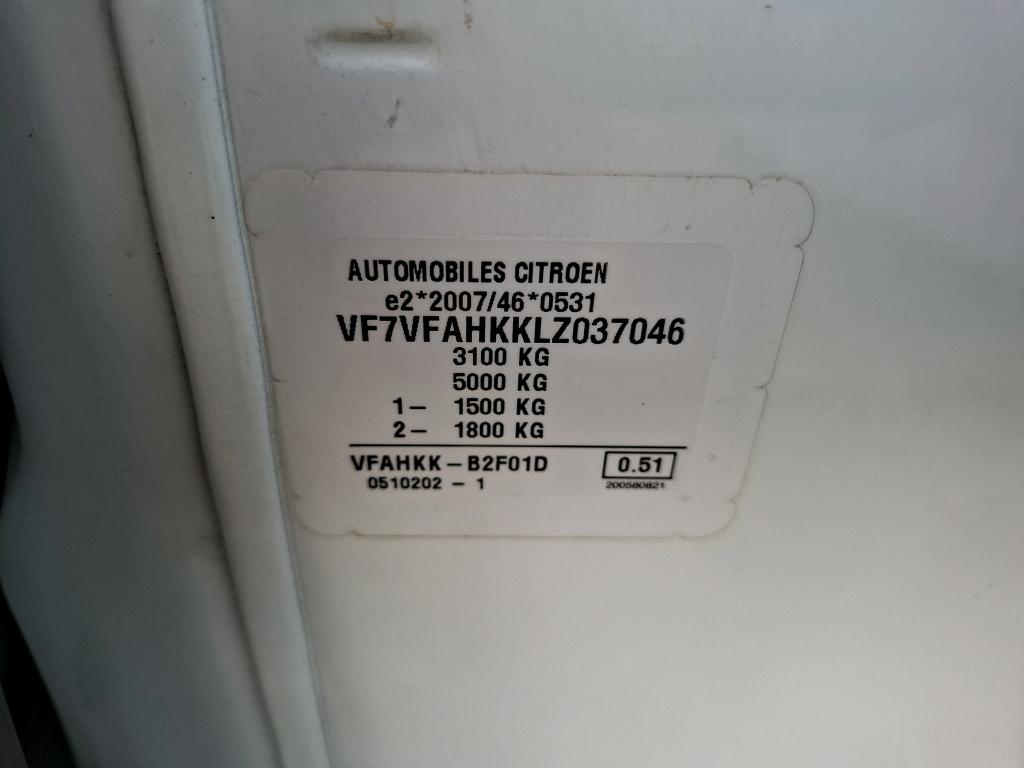 AUTOMOBILES CITROEN
e2*2007/46*0531
VF7VFAHKKLZ037046
3100 KG
5000 KG
1- 1500 KG
2- 1800 KG
VFAHKK-B2F01D 0.51
0510202 - 1 200580821